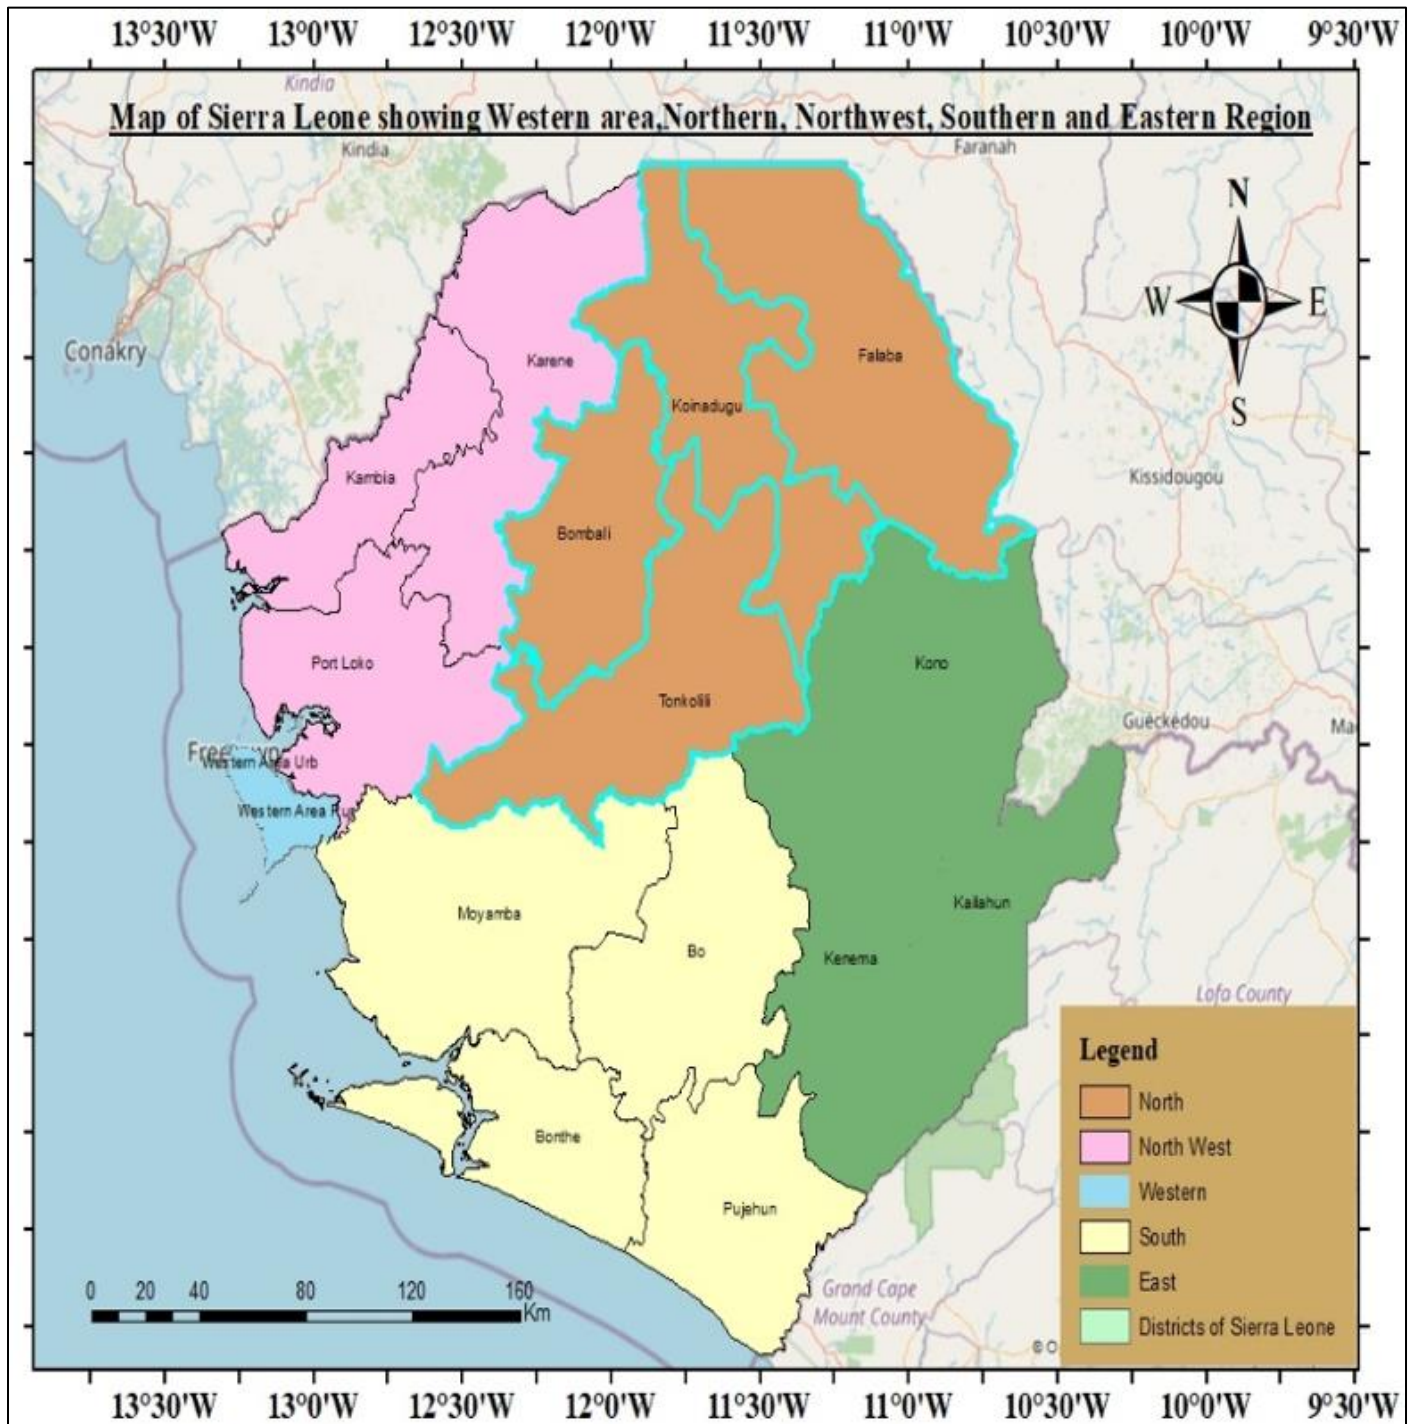 13°30'W 13°0'W 12°30'W 12°0'W 11°30'W 11°0'W 10°30'W 10°0'W 9°30'W
Kindia
Map of Sierra Leone showing Western area,Northern, Northwest, Southern and Eastern Region
Kindia
Faranah
N
W E
S
Conakry
Karene
Falaba
Koinadugu
Kambia
Kissidougou
Bombali
Port Loko
Kono
Tonkolili
Guéckédou
Ma
Western Area Urb
Western Area Ru
Kailahun
Moyamba
Bo
Kenema
Lofa County
Legend
North
North West
Western
South
East
Districts of Sierra Leone
Bonthe
Pujehun
Grand Cape
Mount County
0 20 40 80 120 160
Km
© O
13°30'W 13°0'W 12°30'W 12°0'W 11°30'W 11°0'W 10°30'W 10°0'W 9°30'W